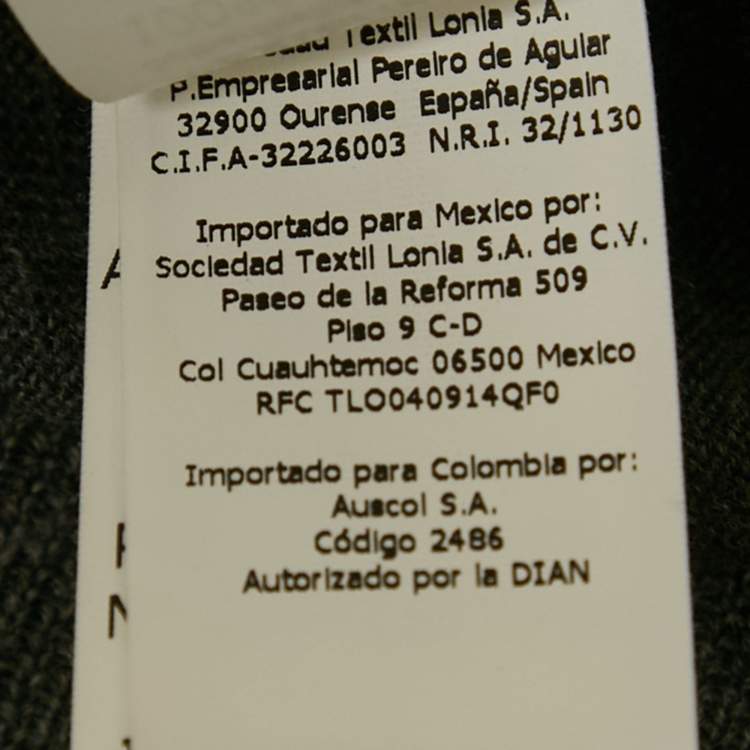 Textil Lonia S.A.
P.Empresarial Pereiro de Aguiar
32900 Ourense España/Spain
C.I.F.A-32226003 N.R.I. 32/1130
Importado para Mexico por:
Sociedad Textil Lonia S.A. de C.V.
Paseo de la Reforma 509
Piso 9 C-D
Col Cuauhtemoc 06500 Mexico
RFC TLO040914QF0
Importado para Colombia por:
Auscol S.A.
Código 2486
Autorizado por la DIAN